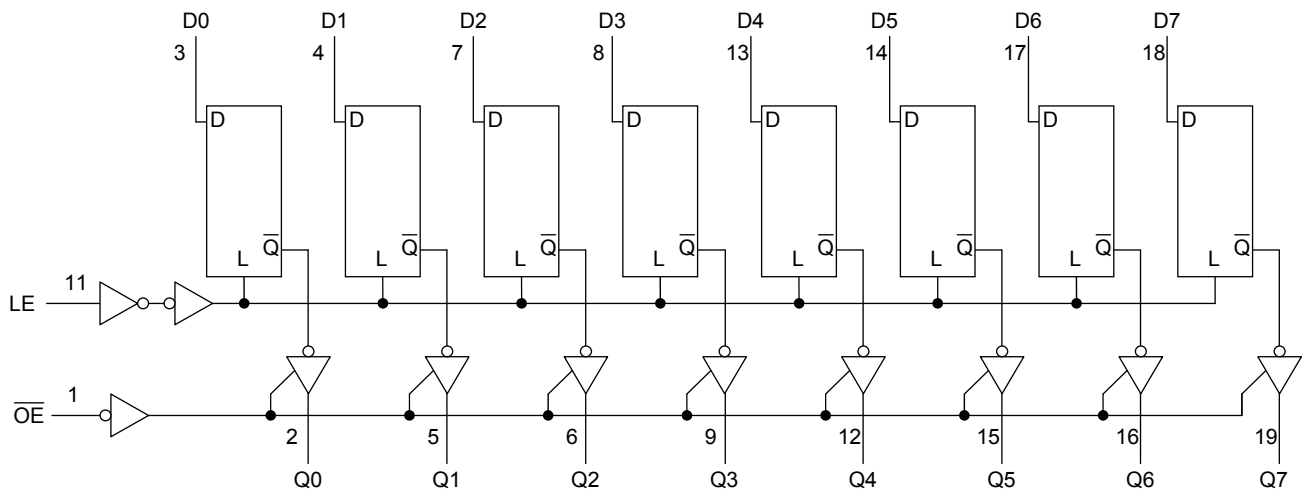 D0 D1 D2 D3 D4 D5 D6 D7
3 4 7 8 13 14 17 18
D D D D D D D D
Q̅ Q̅ Q̅ Q̅ Q̅ Q̅ Q̅ Q̅
L L L L L L L L
LE 11
O̅E̅ 1
2 5 6 9 12 15 16 19
Q0 Q1 Q2 Q3 Q4 Q5 Q6 Q7